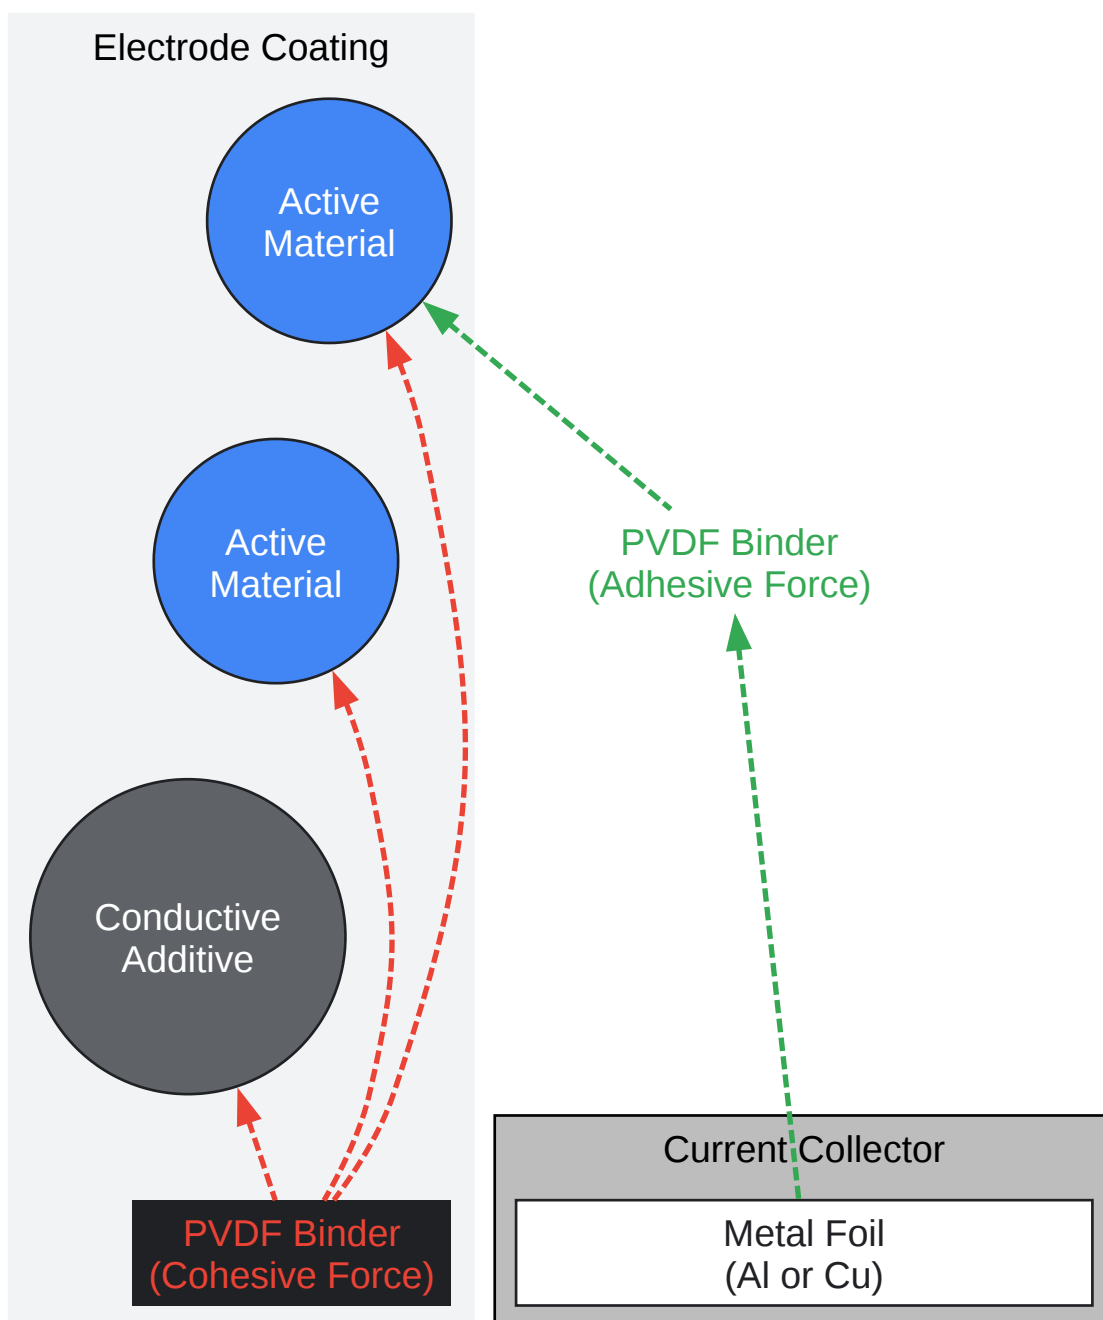 Electrode Coating
Active
Material
Active
Material
PVDF Binder
(Adhesive Force)
Conductive
Additive
Current Collector
PVDF Binder
(Cohesive Force)
Metal Foil
(Al or Cu)